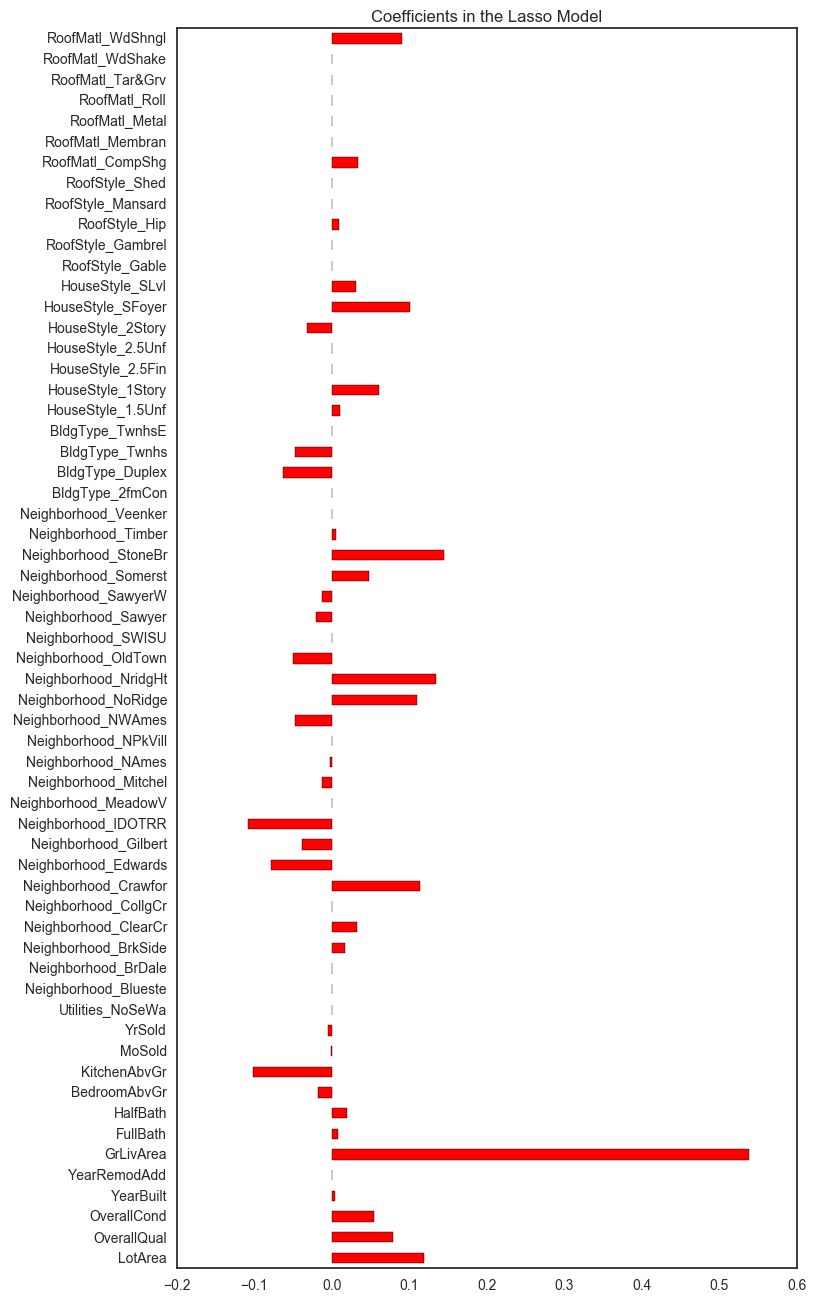 Coefficients in the Lasso Model
RoofMatl_WdShngl
RoofMatl_WdShake
RoofMatl_Tar&Grv
RoofMatl_Roll
RoofMatl_Metal
RoofMatl_Membran
RoofMatl_CompShg
RoofStyle_Shed
RoofStyle_Mansard
RoofStyle_Hip
RoofStyle_Gambrel
RoofStyle_Gable
HouseStyle_SLvl
HouseStyle_SFoyer
HouseStyle_2Story
HouseStyle_2.5Unf
HouseStyle_2.5Fin
HouseStyle_1Story
HouseStyle_1.5Unf
BldgType_TwnhsE
BldgType_Twnhs
BldgType_Duplex
BldgType_2fmCon
Neighborhood_Veenker
Neighborhood_Timber
Neighborhood_StoneBr
Neighborhood_Somerst
Neighborhood_SawyerW
Neighborhood_Sawyer
Neighborhood_SWISU
Neighborhood_OldTown
Neighborhood_NridgHt
Neighborhood_NoRidge
Neighborhood_NWAmes
Neighborhood_NPkVill
Neighborhood_NAmes
Neighborhood_Mitchel
Neighborhood_MeadowV
Neighborhood_IDOTRR
Neighborhood_Gilbert
Neighborhood_Edwards
Neighborhood_Crawfor
Neighborhood_CollgCr
Neighborhood_ClearCr
Neighborhood_BrkSide
Neighborhood_BrDale
Neighborhood_Blueste
Utilities_NoSeWa
YrSold
MoSold
KitchenAbvGr
BedroomAbvGr
HalfBath
FullBath
GrLivArea
YearRemodAdd
YearBuilt
OverallCond
OverallQual
LotArea
−0.2 −0.1 0.0 0.1 0.2 0.3 0.4 0.5 0.6